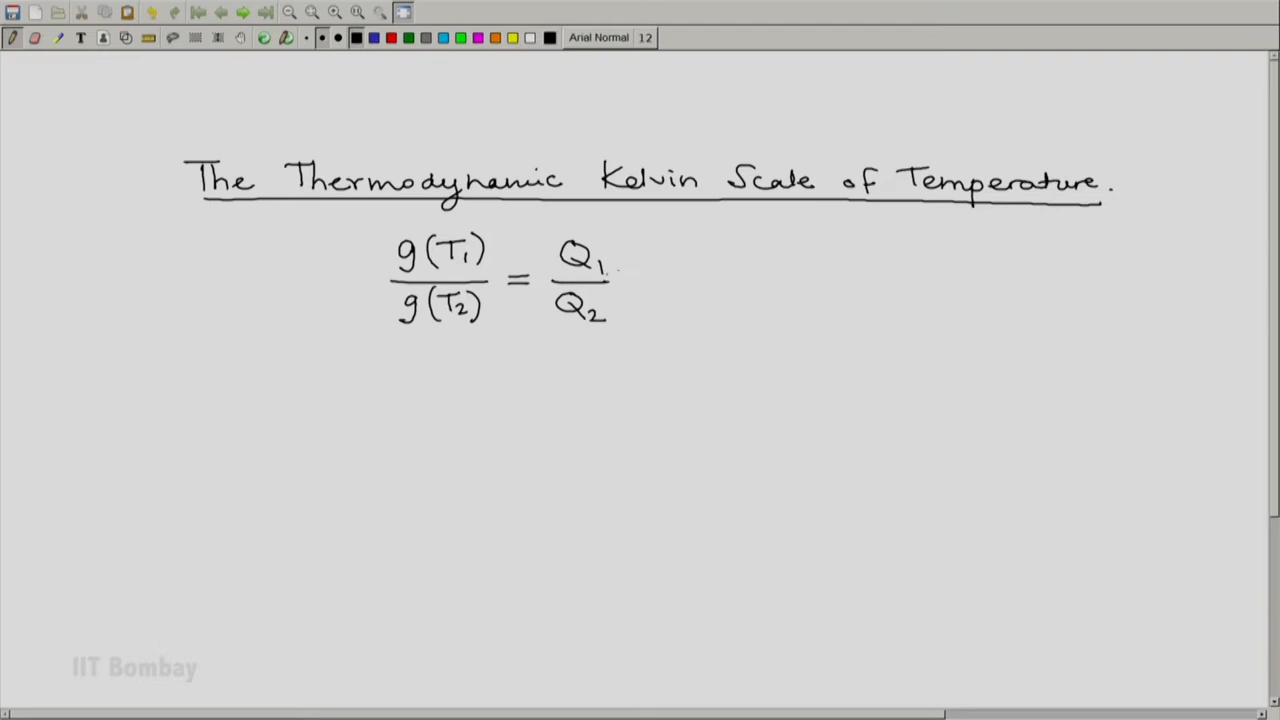 Arial Normal 12
The Thermodynamic Kelvin Scale of Temperature.
g(T₁)/g(T₂) = Q₁/Q₂
IIT Bombay